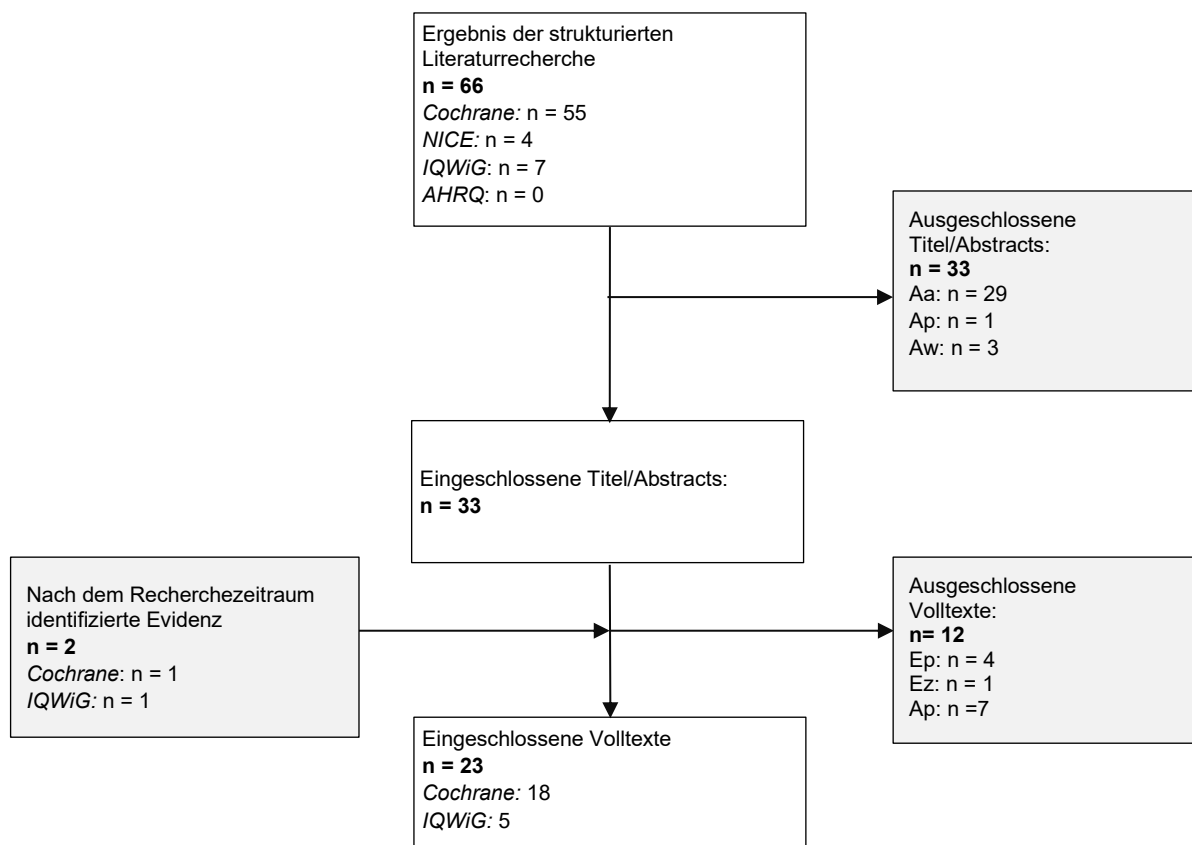 Ergebnis der strukturierten
Literaturrecherche
n = 66
Cochrane: n = 55
NICE: n = 4
IQWiG: n = 7
AHRQ: n = 0
Ausgeschlossene
Titel/Abstracts:
n = 33
Aa: n = 29
Ap: n = 1
Aw: n = 3
Eingeschlossene Titel/Abstracts:
n = 33
Nach dem Recherchezeitraum
identifizierte Evidenz
n = 2
Cochrane: n = 1
IQWiG: n = 1
Ausgeschlossene
Volltexte:
n= 12
Ep: n = 4
Ez: n = 1
Ap: n =7
Eingeschlossene Volltexte
n = 23
Cochrane: 18
IQWiG: 5